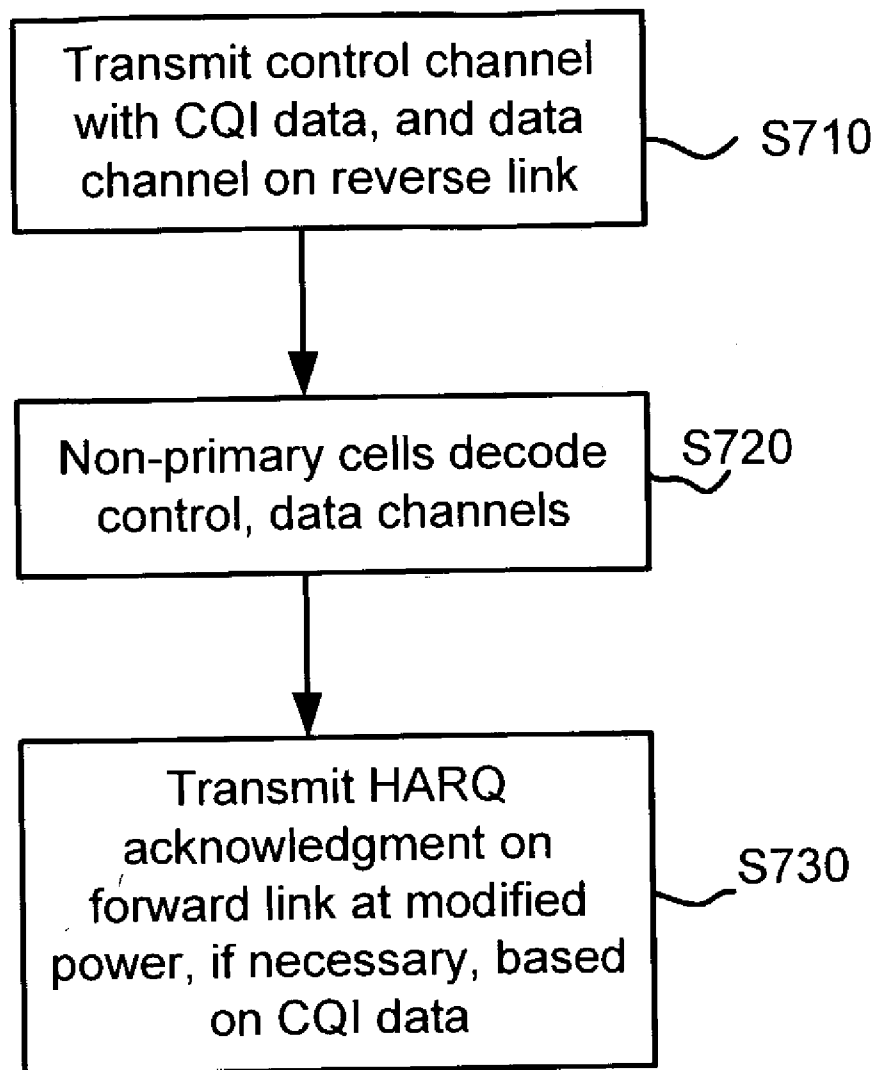 Transmit control channel
with CQI data, and data
channel on reverse link
S710
Non-primary cells decode
control, data channels
S720
Transmit HARQ
acknowledgment on
forward link at modified
power, if necessary, based
on CQI data
S730